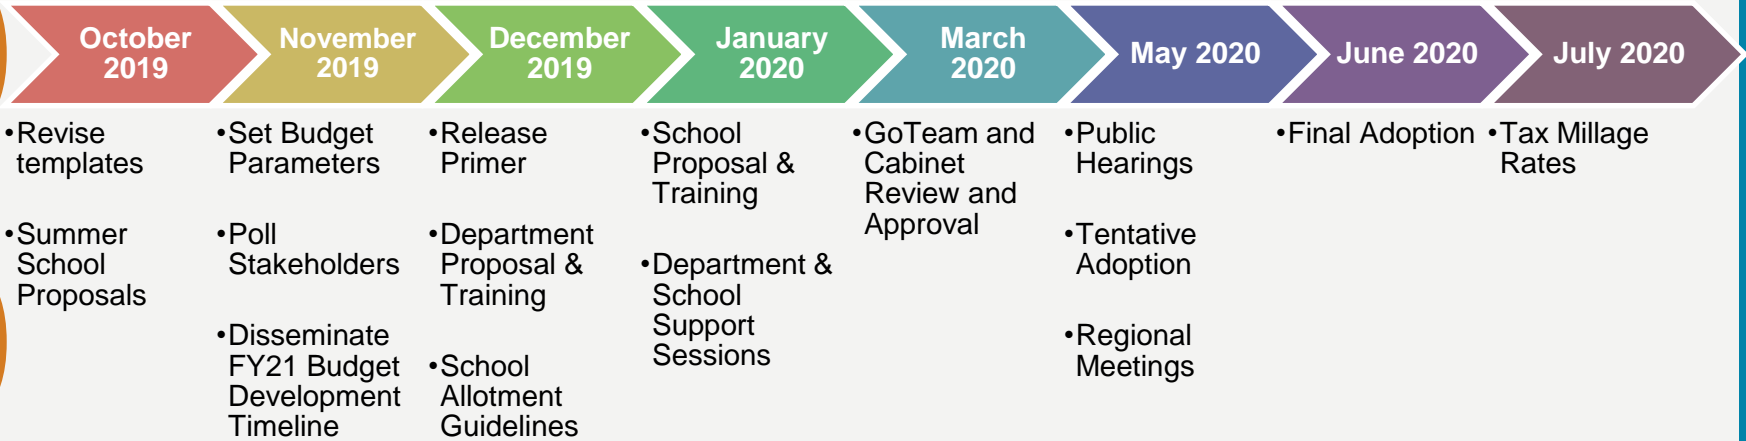 October
2019
November
2019
December
2019
January
2020
March
2020
May 2020
June 2020
July 2020
•Revise
templates
•Summer
School
Proposals
•Set Budget
Parameters
•Poll
Stakeholders
•Disseminate
FY21 Budget
Development
Timeline
•Release
Primer
•Department
Proposal &
Training
•School
Allotment
Guidelines
•School
Proposal &
Training
•Department &
School
Support
Sessions
•GoTeam and
Cabinet
Review and
Approval
•Public
Hearings
•Tentative
Adoption
•Regional
Meetings
•Final Adoption
•Tax Millage
Rates